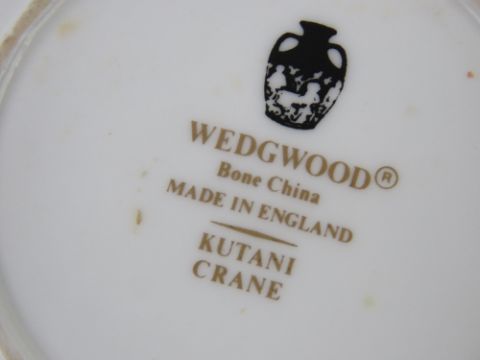 WEDGWOOD®
Bone China
MADE IN ENGLAND
KUTANI
CRANE